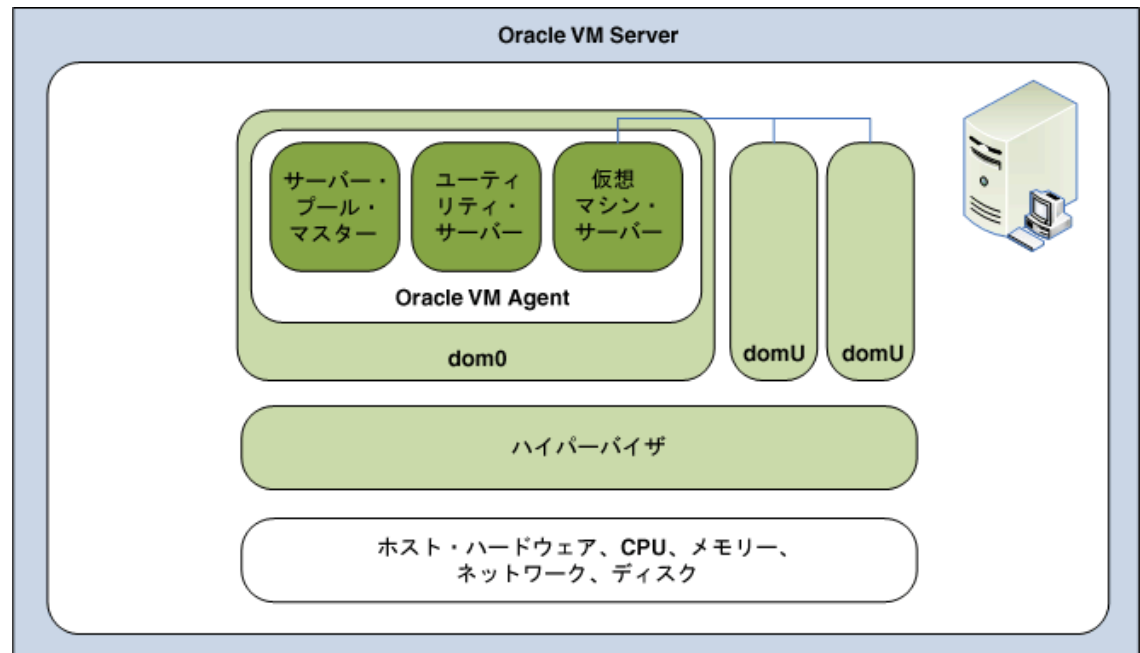 Oracle VM Server
サーバー・
プール・
マスター
ユーティ
リティ・
サーバー
仮想
マシン・
サーバー
Oracle VM Agent
dom0
domU
domU
ハイパーバイザ
ホスト・ハードウェア、CPU、メモリー、
ネットワーク、ディスク